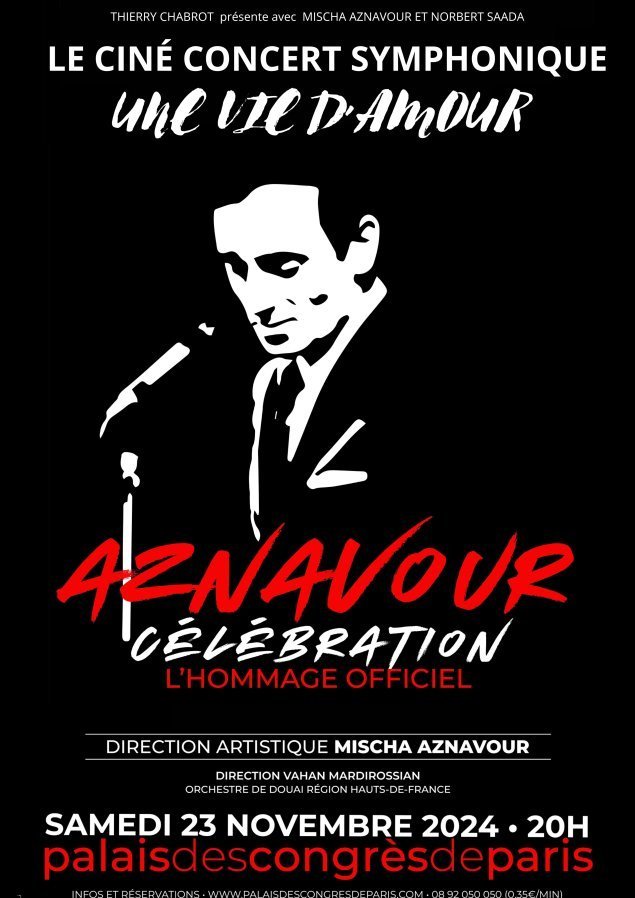 THIERRY CHABROT présente avec MISCHA AZNAVOUR ET NORBERT SAADA
LE CINÉ CONCERT SYMPHONIQUE
UNE VIE D'AMOUR
AZNAVOUR
CÉLÉBRATION
L'HOMMAGE OFFICIEL
DIRECTION ARTISTIQUE MISCHA AZNAVOUR
DIRECTION VAHAN MARDIROSSIAN
ORCHESTRE DE DOUAI RÉGION HAUTS-DE-FRANCE
SAMEDI 23 NOVEMBRE 2024 • 20H
palaisdescongrèsdeparis
INFOS ET RÉSERVATIONS • WWW.PALAISDESCONGRESDEPARIS.COM • 08 92 050 050 (0,35€/MIN)